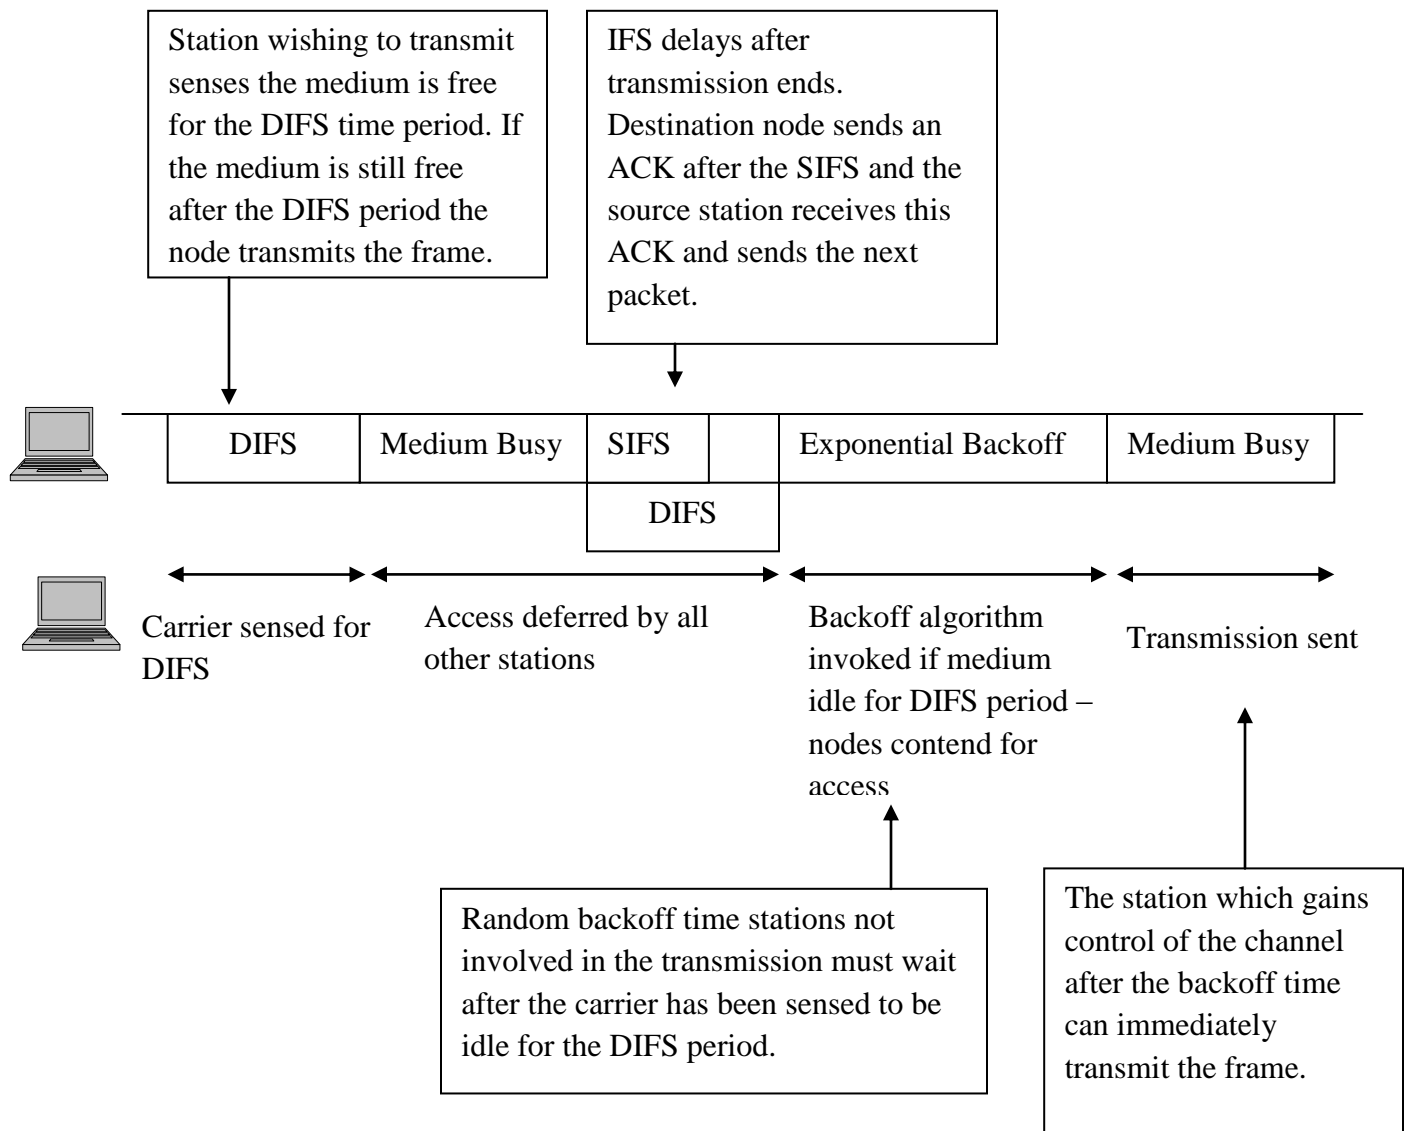 Station wishing to transmit
senses the medium is free
for the DIFS time period. If
the medium is still free
after the DIFS period the
node transmits the frame.
IFS delays after
transmission ends.
Destination node sends an
ACK after the SIFS and the
source station receives this
ACK and sends the next
packet.
DIFS
Medium Busy
SIFS
Exponential Backoff
Medium Busy
DIFS
Carrier sensed for
DIFS
Access deferred by all
other stations
Backoff algorithm
invoked if medium
idle for DIFS period –
nodes contend for
access
Transmission sent
Random backoff time stations not
involved in the transmission must wait
after the carrier has been sensed to be
idle for the DIFS period.
The station which gains
control of the channel
after the backoff time
can immediately
transmit the frame.